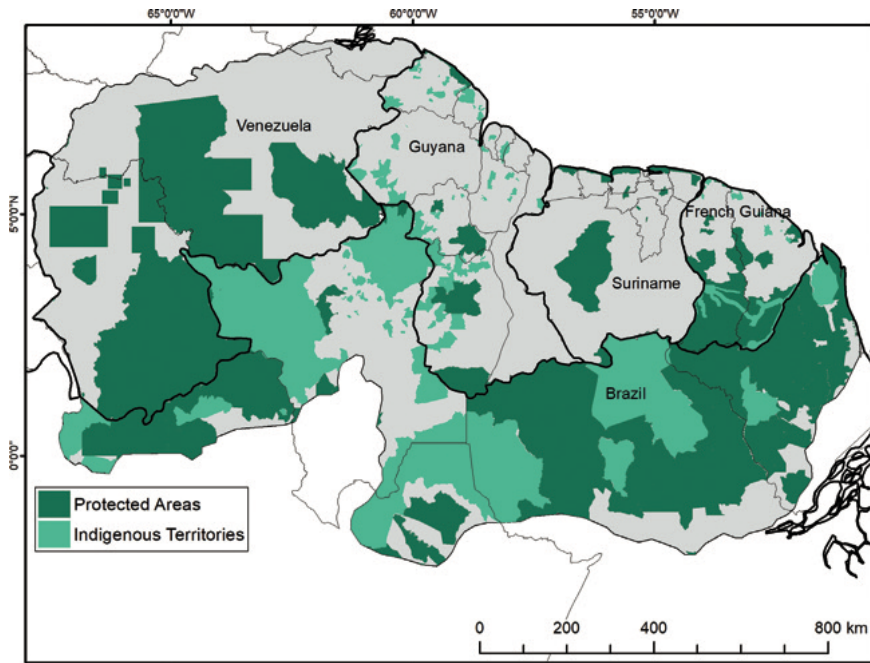 65°0'0"W 60°0'0"W 55°0'0"W
Venezuela
Guyana
5°0'0"N
French Guiana
Suriname
Brazil
0°0'0"
Protected Areas
Indigenous Territories
0 200 400 800 km